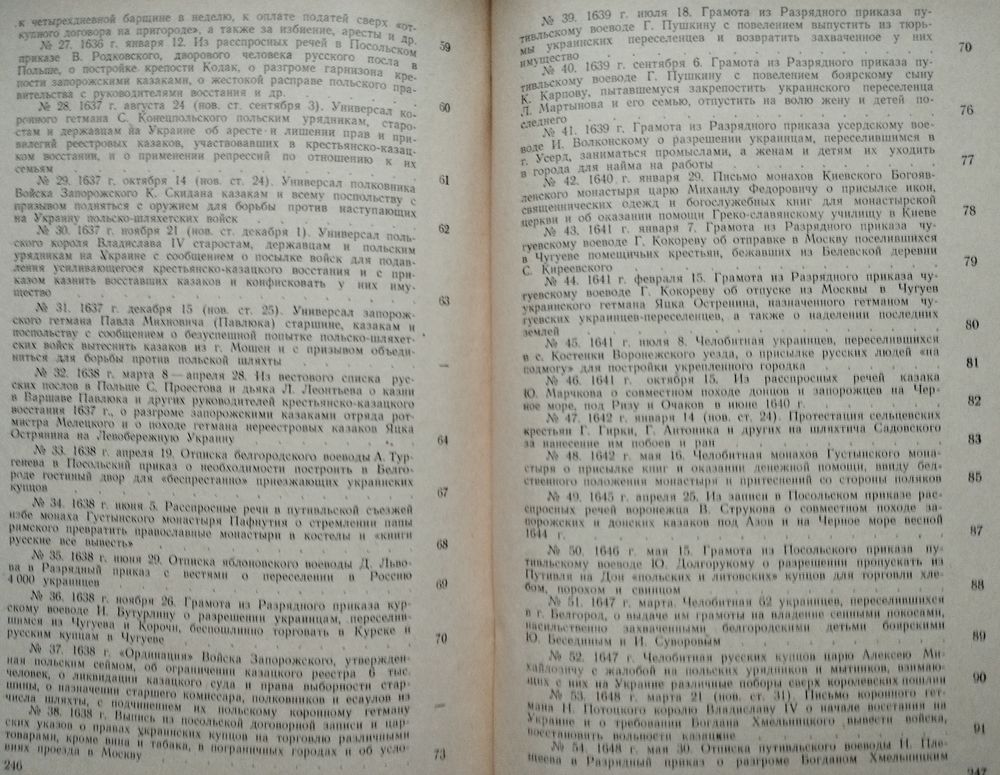 к четырехдневной барщине в неделю, к оплате податей сверх «от-
купного договора на пригороде», а также за избиение, аресты и др. 59
№ 27. 1636 г. января 12. Из расспросных речей в Посольском
приказе В. Родковского, дворового человека русского посла в
Польше, о постройке крепости Кодак, о разгроме гарнизона кре-
пости запорожскими казаками, о жестокой расправе польского пра-
вительства с руководителями восстания и др. 60
№ 28. 1637 г. августа 24 (нов. ст. сентября 3). Универсал ко-
ронного гетмана С. Конецпольского польским урядникам, старо-
стам и державцам на Украине об аресте и лишении прав и при-
вилегий реестровых казаков, участвовавших в крестьянско-казац-
ком восстании, и о применении репрессий по отношению к их
семьям 61
№ 29. 1637 г. октября 14 (нов. ст. 24). Универсал полковника
Войска Запорожского К. Скидана казакам и всему поспольству с
призывом подняться с оружием для борьбы против наступающих
на Украину польско-шляхетских войск 62
№ 30. 1637 г. ноября 21 (нов. ст. декабря 1). Универсал поль-
ского короля Владислава IV старостам, державцам и польским
урядникам на Украине с сообщением о посылке войск для подав-
ления усиливающегося крестьянско-казацкого восстания и с при-
казом казнить восставших казаков и конфисковать у них иму-
щество 63
№ 31. 1637 г. декабря 15 (нов. ст. 25). Универсал запорож-
ского гетмана Павла Михновича (Павлюка) старшине, казакам и
поспольству с сообщением о безуспешной попытке польско-шляхет-
ских войск вытеснить казаков из г. Мошен и с призывом объеди-
ниться для борьбы против польской шляхты —
№ 32. 1638 г. марта 8 — апреля 28. Из вестового списка рус-
ских послов в Польше С. Проестова и дьяка Л. Леонтьева о казни
в Варшаве Павлюка и других руководителей крестьянско-казацкого
восстания 1637 г., о разгроме запорожскими казаками отряда рот-
мистра Мелецкого и о походе гетмана нереестровых казаков Яцка
Острянина на Левобережную Украину 64
№ 33. 1638 г. апреля 19. Отписка белгородского воеводы А. Тур-
генева в Посольский приказ о необходимости построить в Белго-
роде гостиный двор для «беспрестанно» приезжающих украинских
купцов 67
№ 34. 1638 г. июня 5. Расспросные речи в путивльской съезжей
избе монаха Густынского монастыря Пафнутия о стремлении папы
римского превратить православные монастыри в костелы и «книги
русские все вывесть» 68
№ 35. 1638 г. июня 29. Отписка яблоновского воеводы Д. Льво-
ва в Разрядный приказ с вестями о переселении в Россию
4 000 украинцев 69
№ 36. 1638 г. ноября 26. Грамота из Разрядного приказа кур-
скому воеводе И. Бутурлину о разрешении украинцам, переселив-
шимся из Чугуева и Корочи, беспошлинно торговать в Курске и
русским купцам в Чугуеве 70
№ 37. 1638 г. «Ординация» Войска Запорожского, утвержден-
ная польским сеймом, об ограничении казацкого реестра 6 тыс.
человек, о ликвидации казацкого суда и права выборности стар-
шины, о назначении старшего комиссара, полковников и есаулов из
числа шляхты, с подчинением их польскому коронному гетману —
№ 38. 1638 г. Выпись из посольской договорной записи и цар-
ских указов о правах украинских купцов на торговлю различными
товарами, кроме вина и табака, в пограничных городах и об усло-
виях проезда в Москву 73
246
№ 39. 1639 г. июля 18. Грамота из Разрядного приказа пу-
тивльскому воеводе Г. Пушкину с повелением выпустить из тюрь-
мы украинских переселенцев и возвратить захваченное у них
имущество 70
№ 40. 1639 г. сентября 6. Грамота из Разрядного приказа пу-
тивльскому воеводе Г. Пушкину с повелением боярскому сыну
К. Карпову, пытавшемуся закрепостить украинского переселенца
Л. Мартынова и его семью, отпустить на волю жену и детей по-
следнего 76
№ 41. 1639 г. Грамота из Разрядного приказа усердскому вое-
воде И. Волконскому о разрешении украинцам, переселившимся в
г. Усерд, заниматься промыслами, а женам и детям их уходить
в города для найма на работы 77
№ 42. 1640 г. января 29. Письмо монахов Киевского Богояв-
ленского монастыря царю Михаилу Федоровичу о присылке икон,
священнических одежд и богослужебных книг для монастырской
церкви и об оказании помощи Греко-славянскому училищу в Киеве 78
№ 43. 1641 г. января 7. Грамота из Разрядного приказа чу-
гуевскому воеводе Г. Кокореву об отправке в Москву поселившихся
в Чугуеве помещичьих крестьян, бежавших из Белевской деревни
С. Киреевского 79
№ 44. 1641 г. февраля 15. Грамота из Разрядного приказа чу-
гуевскому воеводе Г. Кокореву об отпуске из Москвы в Чугуев
украинского гетмана Яцка Остренина, назначенного гетманом чу-
гуевских украинцев-переселенцев, а также о наделении последних
землей 80
№ 45. 1641 г. июля 8. Челобитная украинцев, переселившихся
в с. Костенки Воронежского уезда, о присылке русских людей «на
подмогу» для постройки укрепленного городка 81
№ 46. 1641 г. октября 15. Из расспросных речей казака
Ю. Марчкова о совместном походе донцов и запорожцев на Чер-
ное море, под Ризу и Очаков в июне 1640 г. 82
№ 47. 1642 г. января 14 (нов. ст. 24). Протестация сельцевских
крестьян Г. Гирки, Г. Антоника и других на шляхтича Садовского
за нанесение им побоев и ран 83
№ 48. 1642 г. мая 16. Челобитная монахов Густынского мона-
стыря о присылке книг и оказании денежной помощи, ввиду бед-
ственного положения монастыря и притеснений со стороны поляков 85
№ 49. 1645 г. апреля 25. Из записи в Посольском приказе рас-
спросных речей воронежца В. Струкова о совместном походе за-
порожских и донских казаков под Азов и на Черное море весной
1644 г. 87
№ 50. 1646 г. мая 15. Грамота из Посольского приказа пу-
тивльскому воеводе Ю. Долгорукому о разрешении пропускать из
Путивля на Дон «польских и литовских» купцов для торговли хле-
бом, порохом и свинцом 88
№ 51. 1647 г. марта. Челобитная 62 украинцев, переселившихся
в г. Белгород, о выдаче им грамоты на владение сенными покосами,
насильственно захваченными белгородскими детьми боярскими
Ю. Бесединым и И. Суворовым 89
№ 52. 1647 г. Челобитная русских купцов царю Алексею Ми-
хайловичу с жалобой на польских урядников и мытников, взимаю-
щих с них на Украине различные поборы сверх королевских пошлин 90
№ 53. 1648 г. марта 21 (нов. ст. 31). Письмо коронного гет-
мана Н. Потоцкого королю Владиславу IV о начале восстания на
Украине и о требовании Богдана Хмельницкого вывести войска,
восстановить вольности казацкие 91
№ 54. 1648 г. мая 30. Отписка путивльского воеводы Н. Пле-
щеева в Разрядный приказ о разгроме Богданом Хмельницким
247